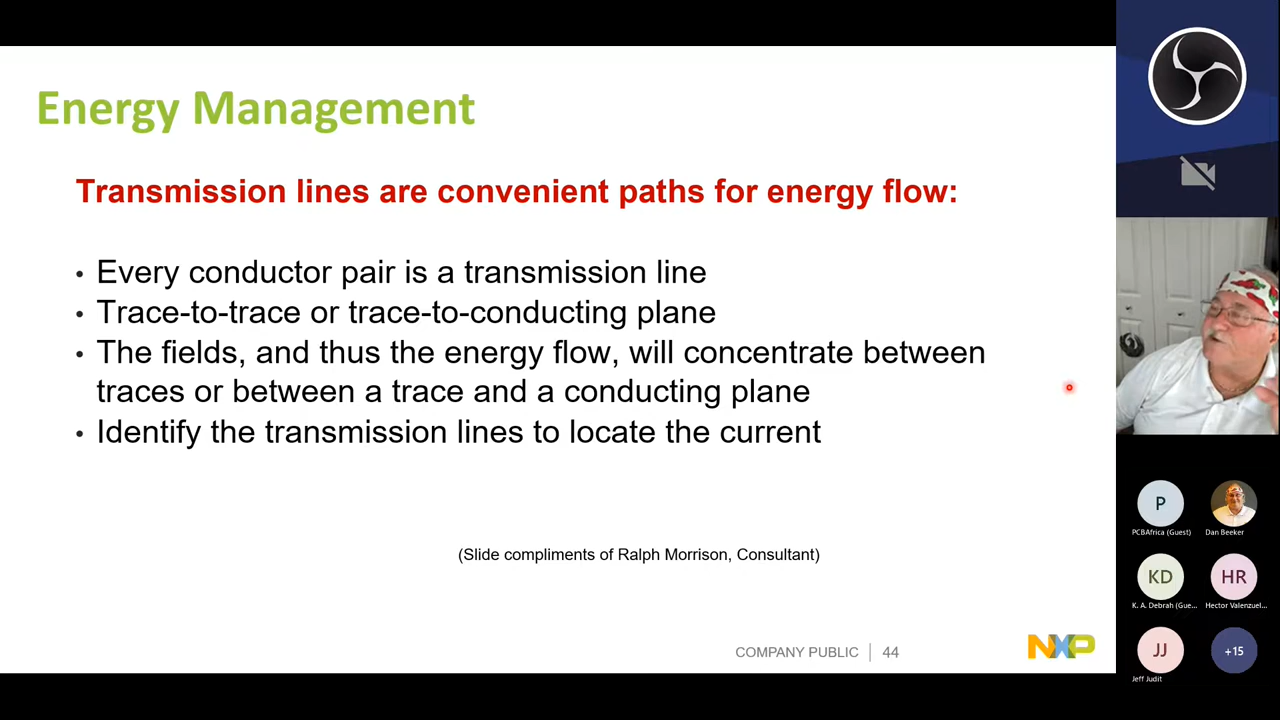 Energy Management
Transmission lines are convenient paths for energy flow:
• Every conductor pair is a transmission line
• Trace-to-trace or trace-to-conducting plane
• The fields, and thus the energy flow, will concentrate between
traces or between a trace and a conducting plane
• Identify the transmission lines to locate the current
(Slide compliments of Ralph Morrison, Consultant)
COMPANY PUBLIC | 44
NXP
P
PCBAfrica (Guest)
Dan Beeker
KD
K. A. Debrah (Gue...
HR
Hector Valenzuel...
JJ
Jeff Judit
+15